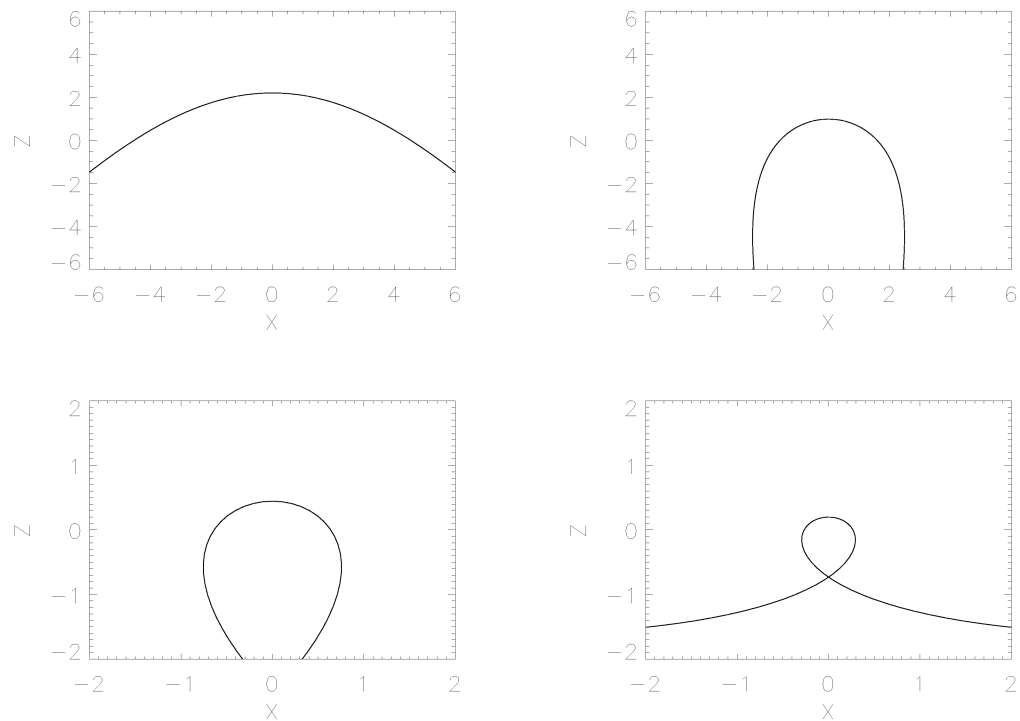 6 6
4 4
2 2
Z 0 Z 0
−2 −2
−4 −4
−6 −6
−6 −4 −2 0 2 4 6 −6 −4 −2 0 2 4 6
X X
2 2
1 1
Z 0 Z 0
−1 −1
−2 −2
−2 −1 0 1 2 −2 −1 0 1 2
X X